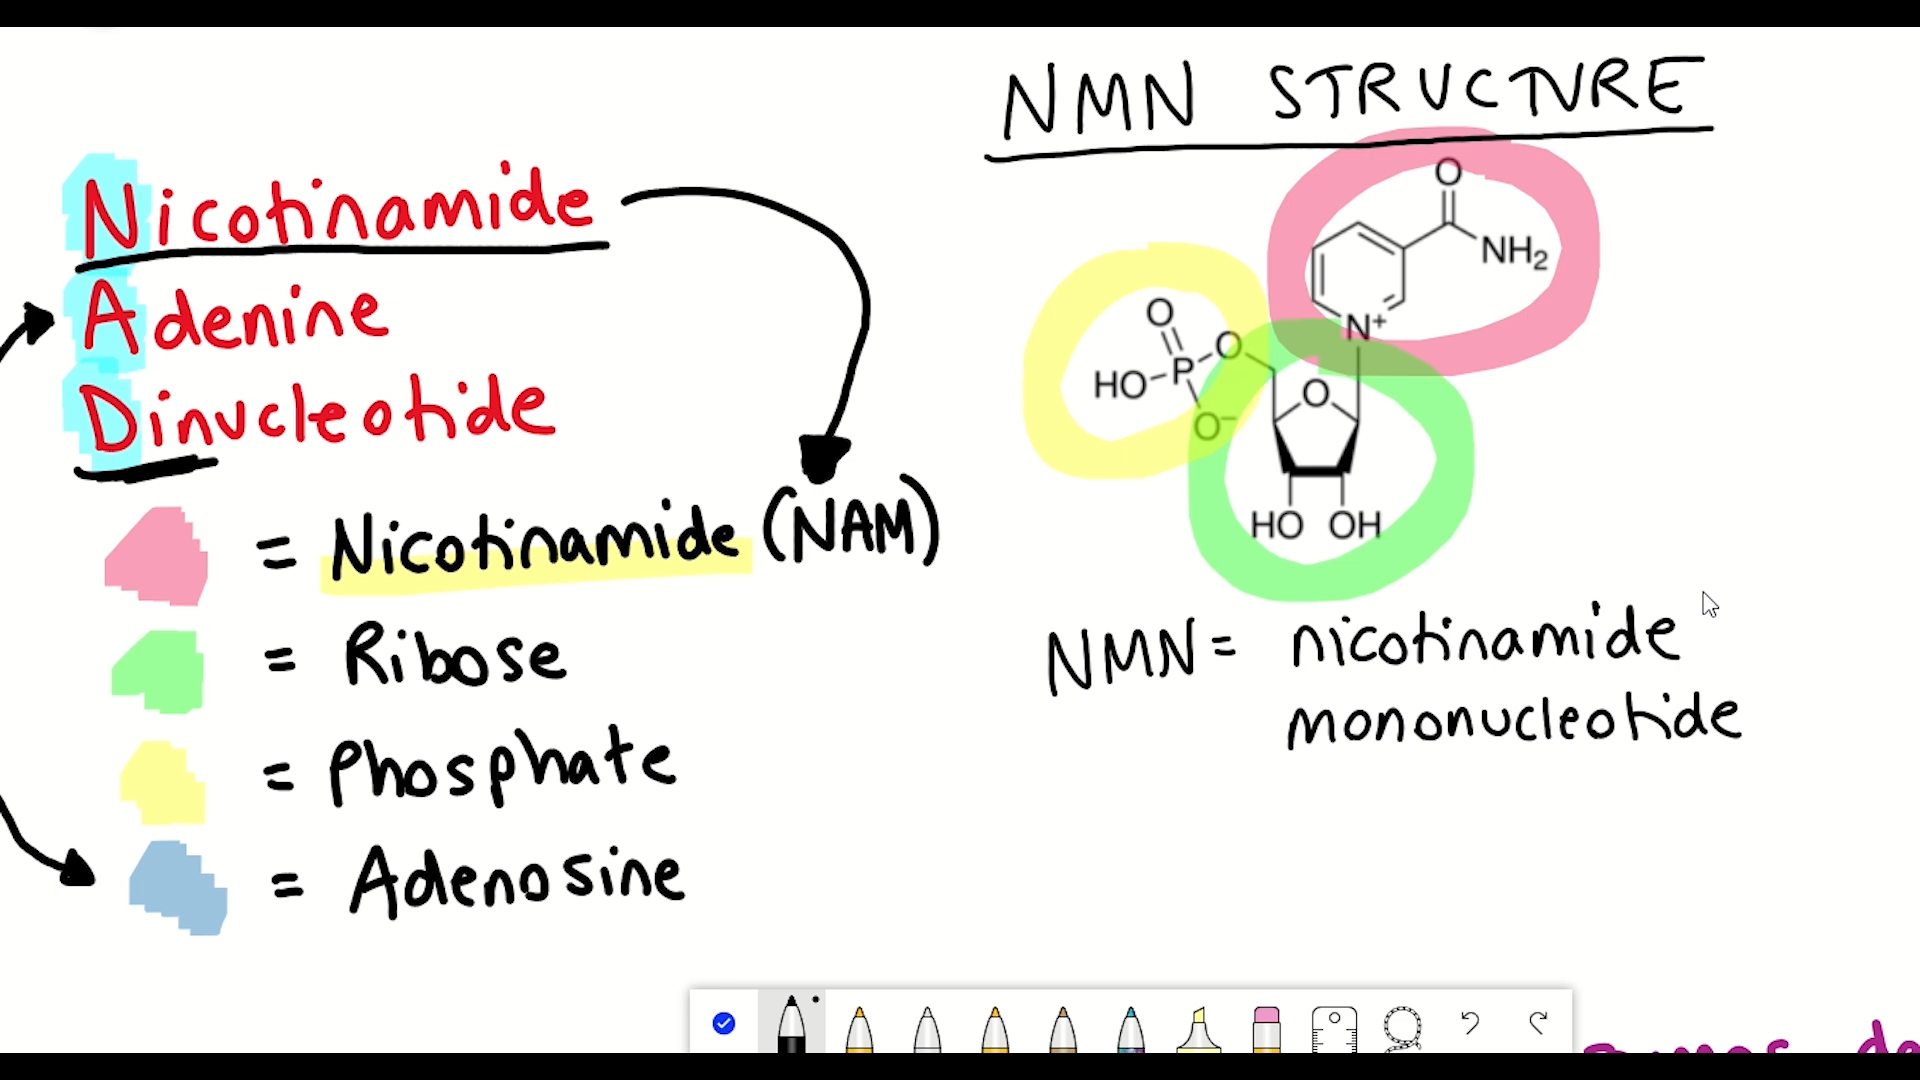 NMN STRUCTURE
Nicotinamide
Adenine
Dinucleotide
= Nicotinamide (NAM)
= Ribose
= Phosphate
= Adenosine
O
NH2
N+
O
O
HO-P
O-
O
HO OH
NMN = nicotinamide
mononucleotide